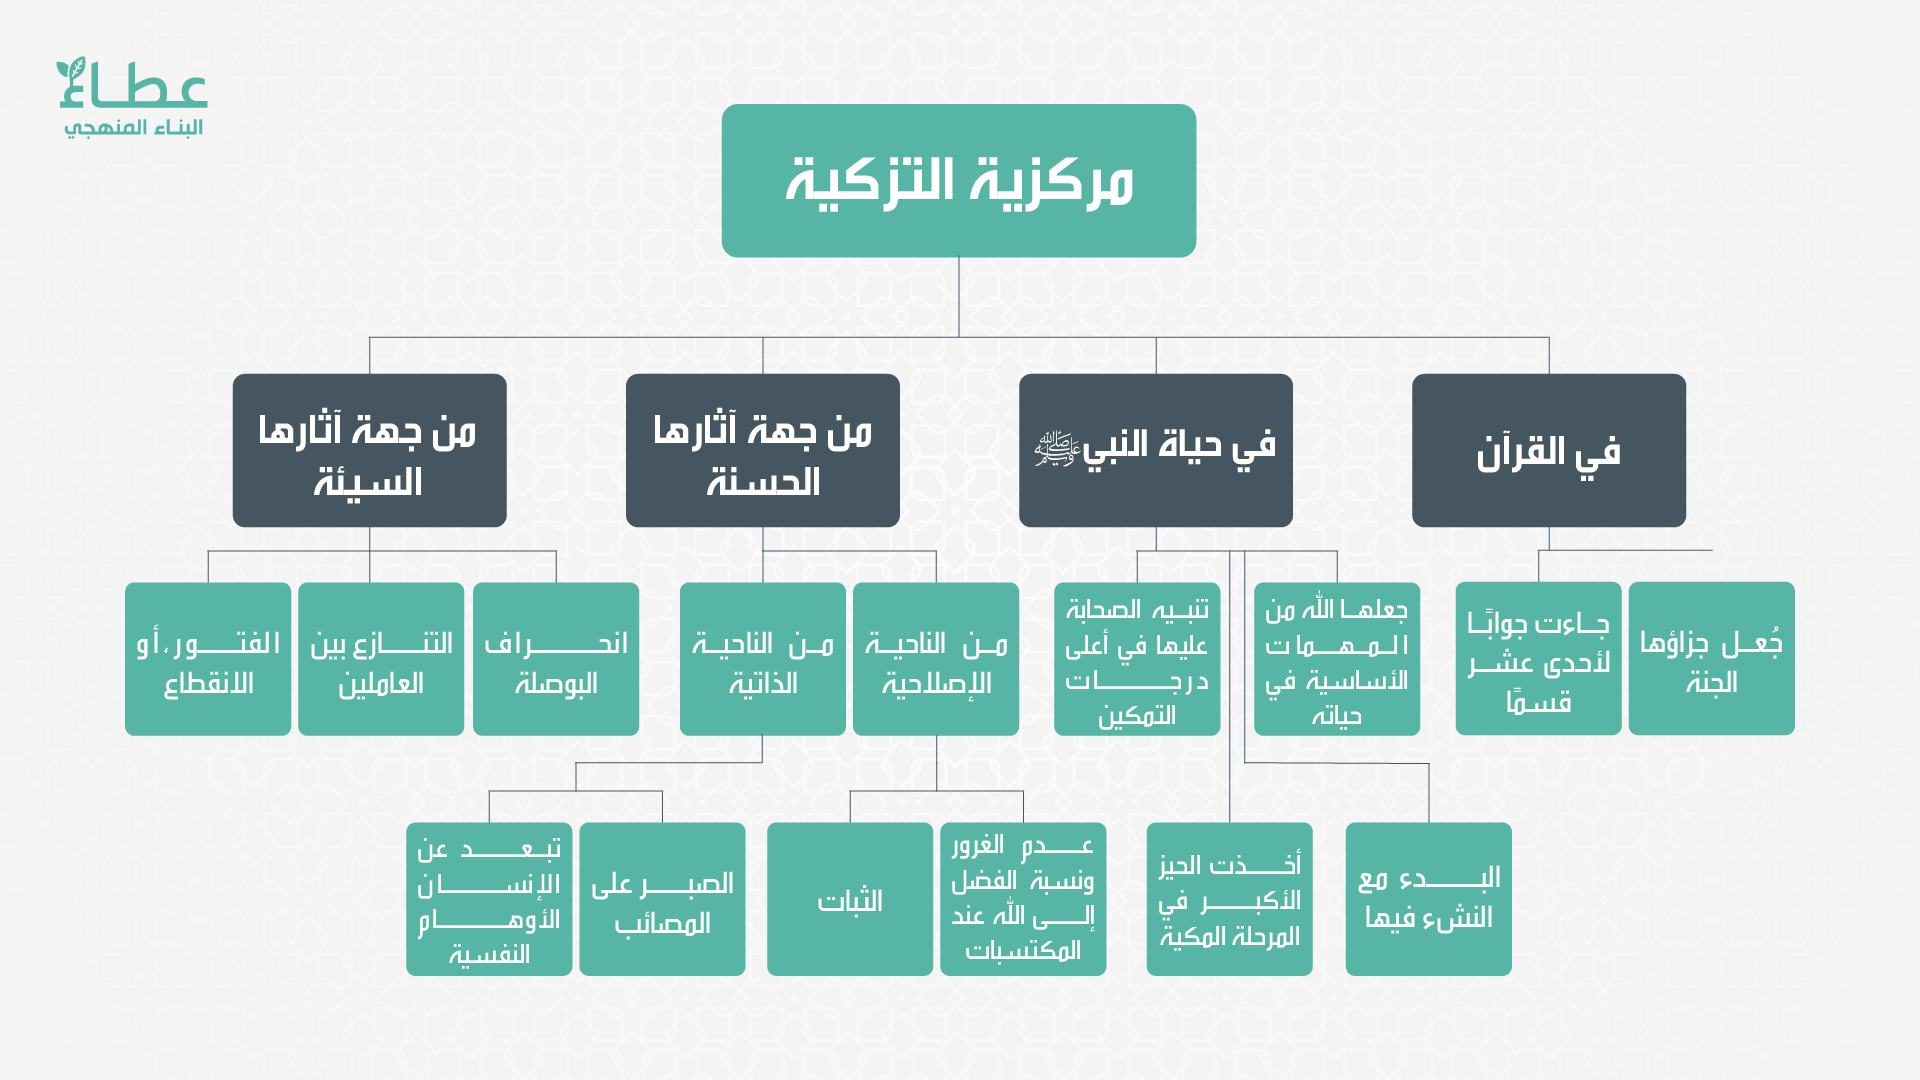 عطاء
البناء المنهجي
مركزية التزكية
في القرآن
في حياة النبي ﷺ
من جهة آثارها
الحسنة
من جهة آثارها
السيئة
جُعل جزاؤها
الجنة
جاءت جوابًا
لأحدى عشر
قسمًا
جعلها الله من
المهمات
الأساسية في
حياته
تنبيه الصحابة
عليها في أعلى
درجات
التمكين
من الناحية
الإصلاحية
من الناحية
الذاتية
انحراف
البوصلة
التنازع بين
العاملين
الفتور، أو
الانقطاع
البدء مع
النشء فيها
أخذت الحيز
الأكبر في
المرحلة المكية
عدم الغرور
ونسبة الفضل
إلى الله عند
المكتسبات
الثبات
الصبر على
المصائب
تبعد عن
الإنسان
الأوهام
النفسية